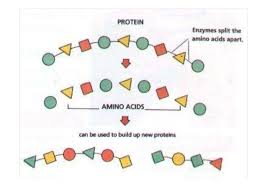 PROTEIN
Enzymes split the
amino acids apart.
AMINO ACIDS
can be used to build up new proteins